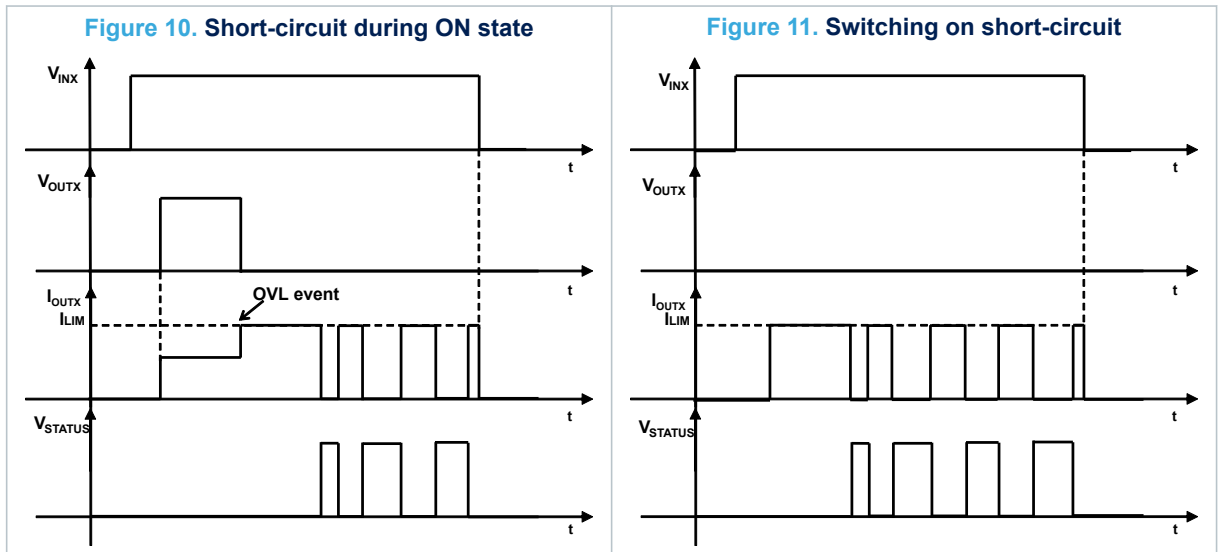 Figure 10. Short-circuit during ON state
VINX
t
VOUTX
t
IOUTX
OVL event
ILIM
t
VSTATUS
t
Figure 11. Switching on short-circuit
VINX
t
VOUTX
t
IOUTX
ILIM
t
VSTATUS
t